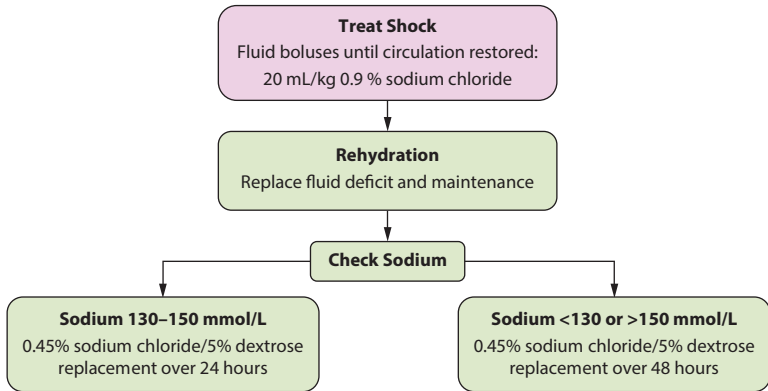 Treat Shock
Fluid boluses until circulation restored:
20 mL/kg 0.9 % sodium chloride
Rehydration
Replace fluid deficit and maintenance
Check Sodium
Sodium 130–150 mmol/L
0.45% sodium chloride/5% dextrose
replacement over 24 hours
Sodium <130 or >150 mmol/L
0.45% sodium chloride/5% dextrose
replacement over 48 hours